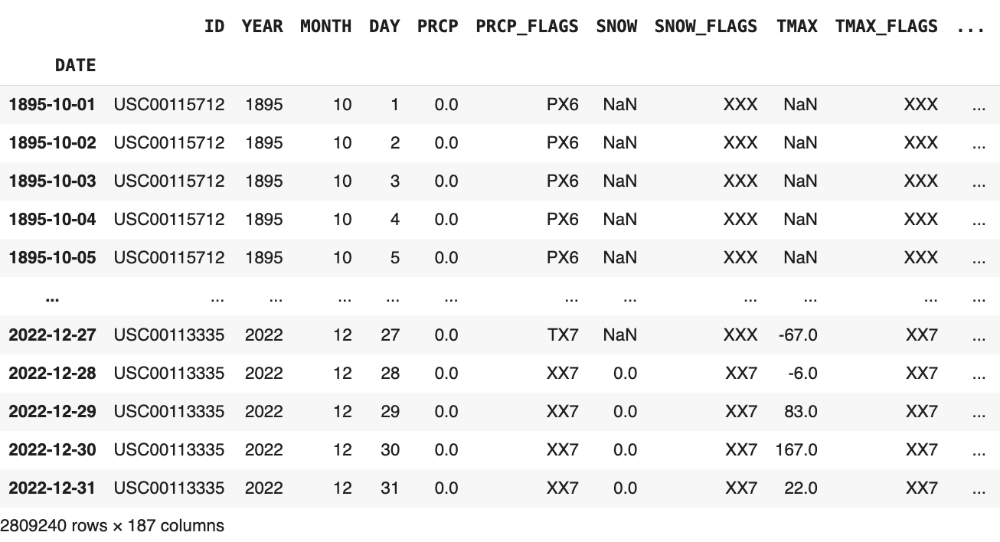 ID YEAR MONTH DAY PRCP PRCP_FLAGS SNOW SNOW_FLAGS TMAX TMAX_FLAGS ...
DATE
1895-10-01 USC00115712 1895 10 1 0.0 PX6 NaN XXX NaN XXX ...
1895-10-02 USC00115712 1895 10 2 0.0 PX6 NaN XXX NaN XXX ...
1895-10-03 USC00115712 1895 10 3 0.0 PX6 NaN XXX NaN XXX ...
1895-10-04 USC00115712 1895 10 4 0.0 PX6 NaN XXX NaN XXX ...
1895-10-05 USC00115712 1895 10 5 0.0 PX6 NaN XXX NaN XXX ...
... ... ... ... ... ... ... ... ... ... ... ...
2022-12-27 USC00113335 2022 12 27 0.0 TX7 NaN XXX -67.0 XX7 ...
2022-12-28 USC00113335 2022 12 28 0.0 XX7 0.0 XX7 -6.0 XX7 ...
2022-12-29 USC00113335 2022 12 29 0.0 XX7 0.0 XX7 83.0 XX7 ...
2022-12-30 USC00113335 2022 12 30 0.0 XX7 0.0 XX7 167.0 XX7 ...
2022-12-31 USC00113335 2022 12 31 0.0 XX7 0.0 XX7 22.0 XX7 ...
2809240 rows × 187 columns